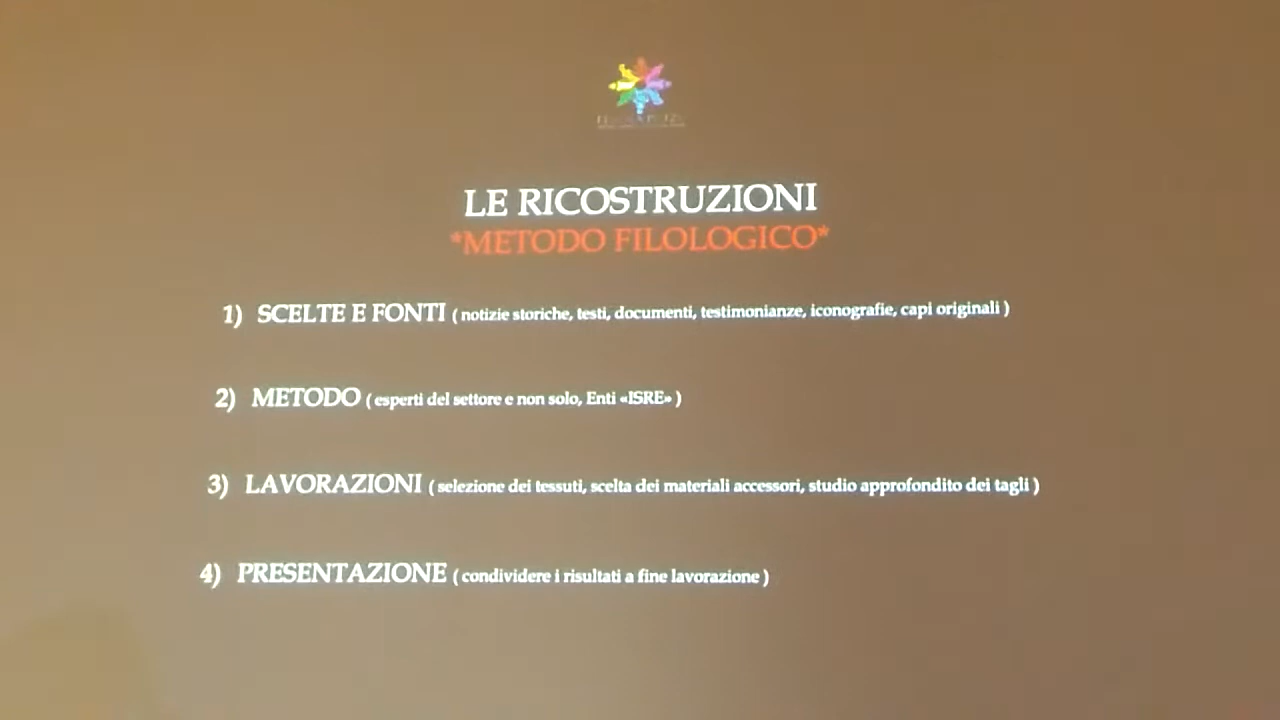 LE RICOSTRUZIONI
*METODO FILOLOGICO*
1) SCELTE E FONTI ( notizie storiche, testi, documenti, testimonianze, iconografie, capi originali )
2) METODO ( esperti del settore e non solo, Enti «ISRE» )
3) LAVORAZIONI ( selezione dei tessuti, scelta dei materiali accessori, studio approfondito dei tagli )
4) PRESENTAZIONE ( condividere i risultati a fine lavorazione )